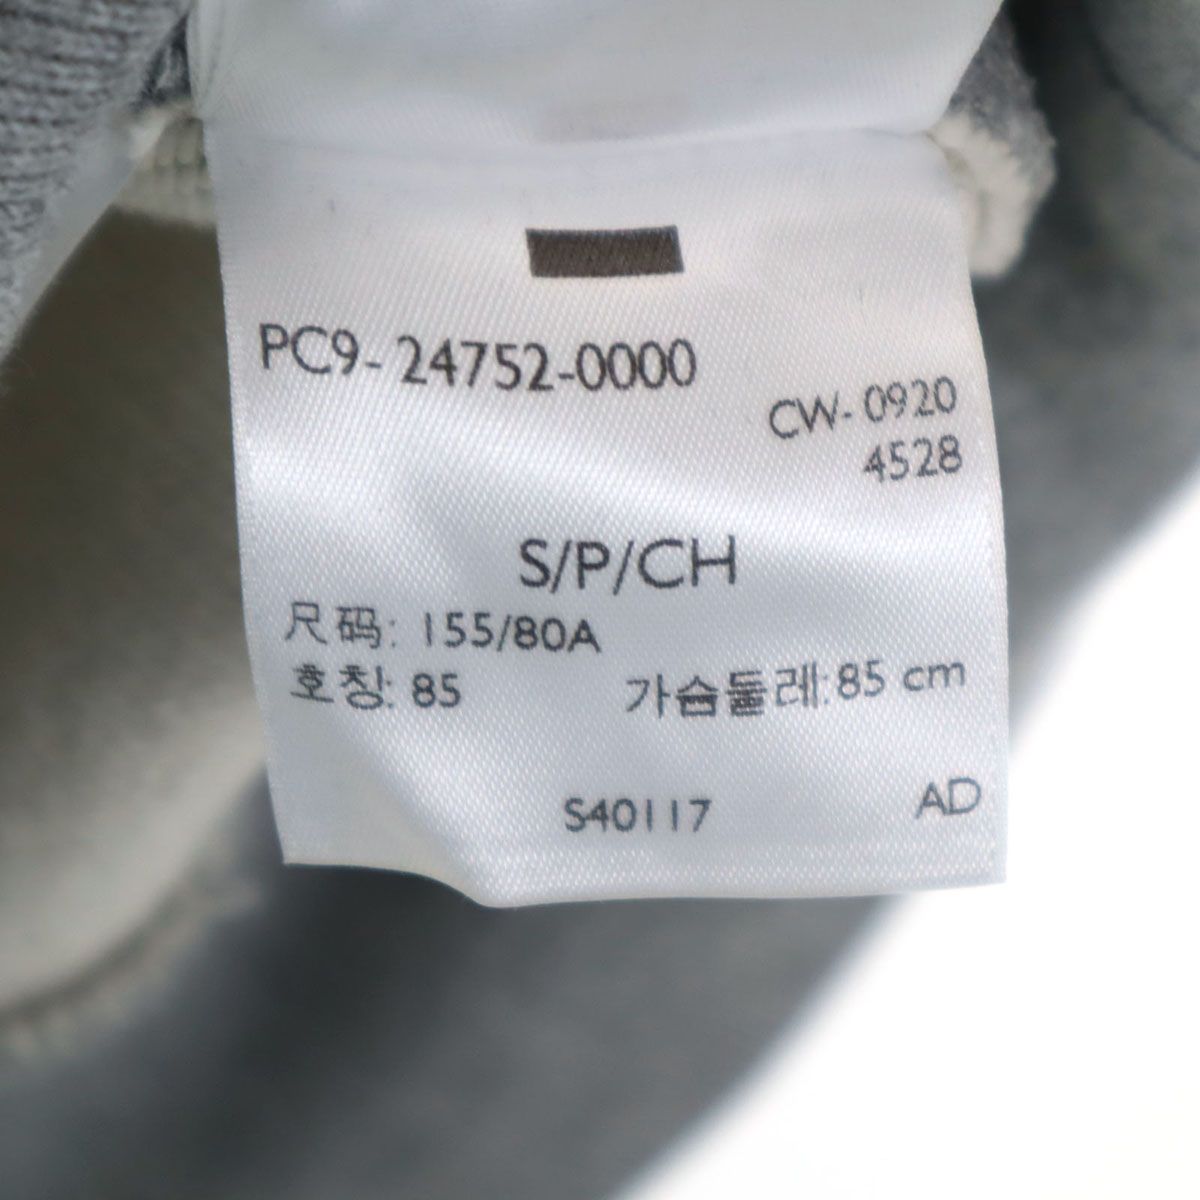 PC9-24752-0000
CW-0920
4528
S/P/CH
尺码: 155/80A
호칭: 85 가슴둘레: 85 cm
S40117 AD